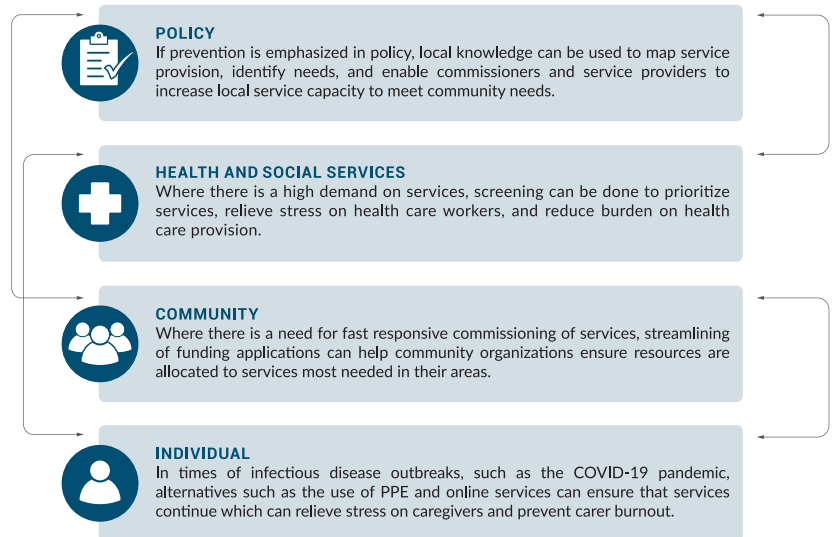 POLICY
If prevention is emphasized in policy, local knowledge can be used to map service
provision, identify needs, and enable commissioners and service providers to
increase local service capacity to meet community needs.
HEALTH AND SOCIAL SERVICES
Where there is a high demand on services, screening can be done to prioritize
services, relieve stress on health care workers, and reduce burden on health
care provision.
COMMUNITY
Where there is a need for fast responsive commissioning of services, streamlining
of funding applications can help community organizations ensure resources are
allocated to services most needed in their areas.
INDIVIDUAL
In times of infectious disease outbreaks, such as the COVID-19 pandemic,
alternatives such as the use of PPE and online services can ensure that services
continue which can relieve stress on caregivers and prevent carer burnout.